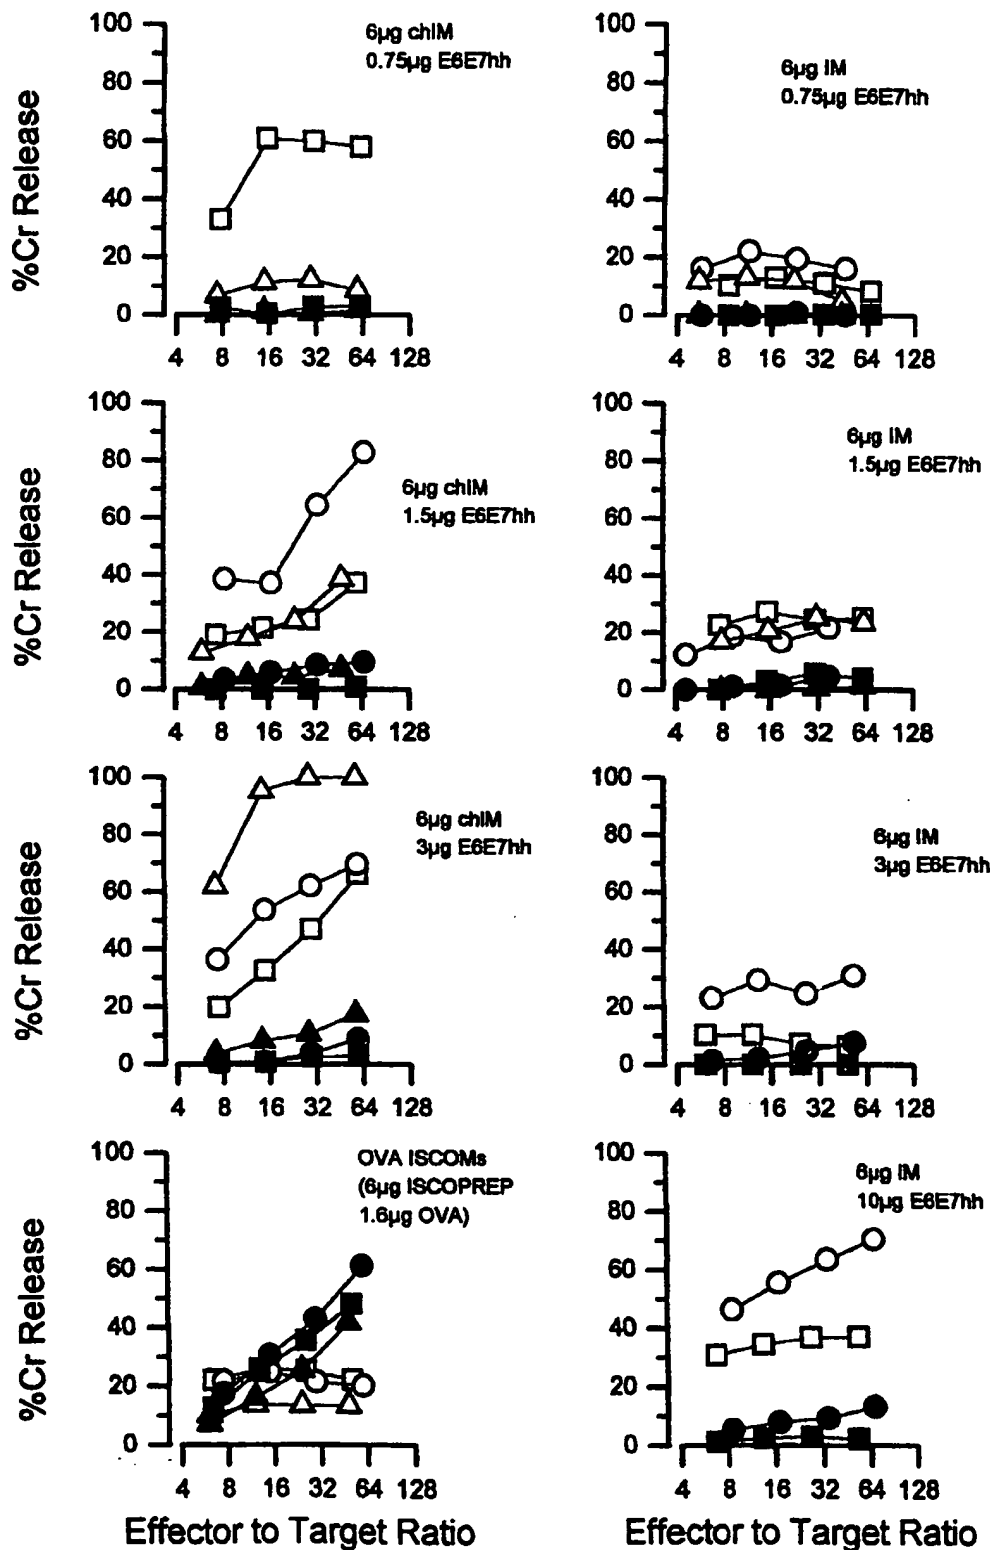 %Cr Release
100
80
60
40
20
0
4 8 16 32 64 128
6µg chIM
0.75µg E6E7hh
100
80
60
40
20
0
4 8 16 32 64 128
6µg IM
0.75µg E6E7hh
%Cr Release
100
80
60
40
20
0
4 8 16 32 64 128
6µg chIM
1.5µg E6E7hh
100
80
60
40
20
0
4 8 16 32 64 128
6µg IM
1.5µg E6E7hh
%Cr Release
100
80
60
40
20
0
4 8 16 32 64 128
6µg chIM
3µg E6E7hh
100
80
60
40
20
0
4 8 16 32 64 128
6µg IM
3µg E6E7hh
%Cr Release
100
80
60
40
20
0
4 8 16 32 64 128
OVA ISCOMs
(6µg ISCOPREP
1.6µg OVA)
Effector to Target Ratio
100
80
60
40
20
0
4 8 16 32 64 128
6µg IM
10µg E6E7hh
Effector to Target Ratio